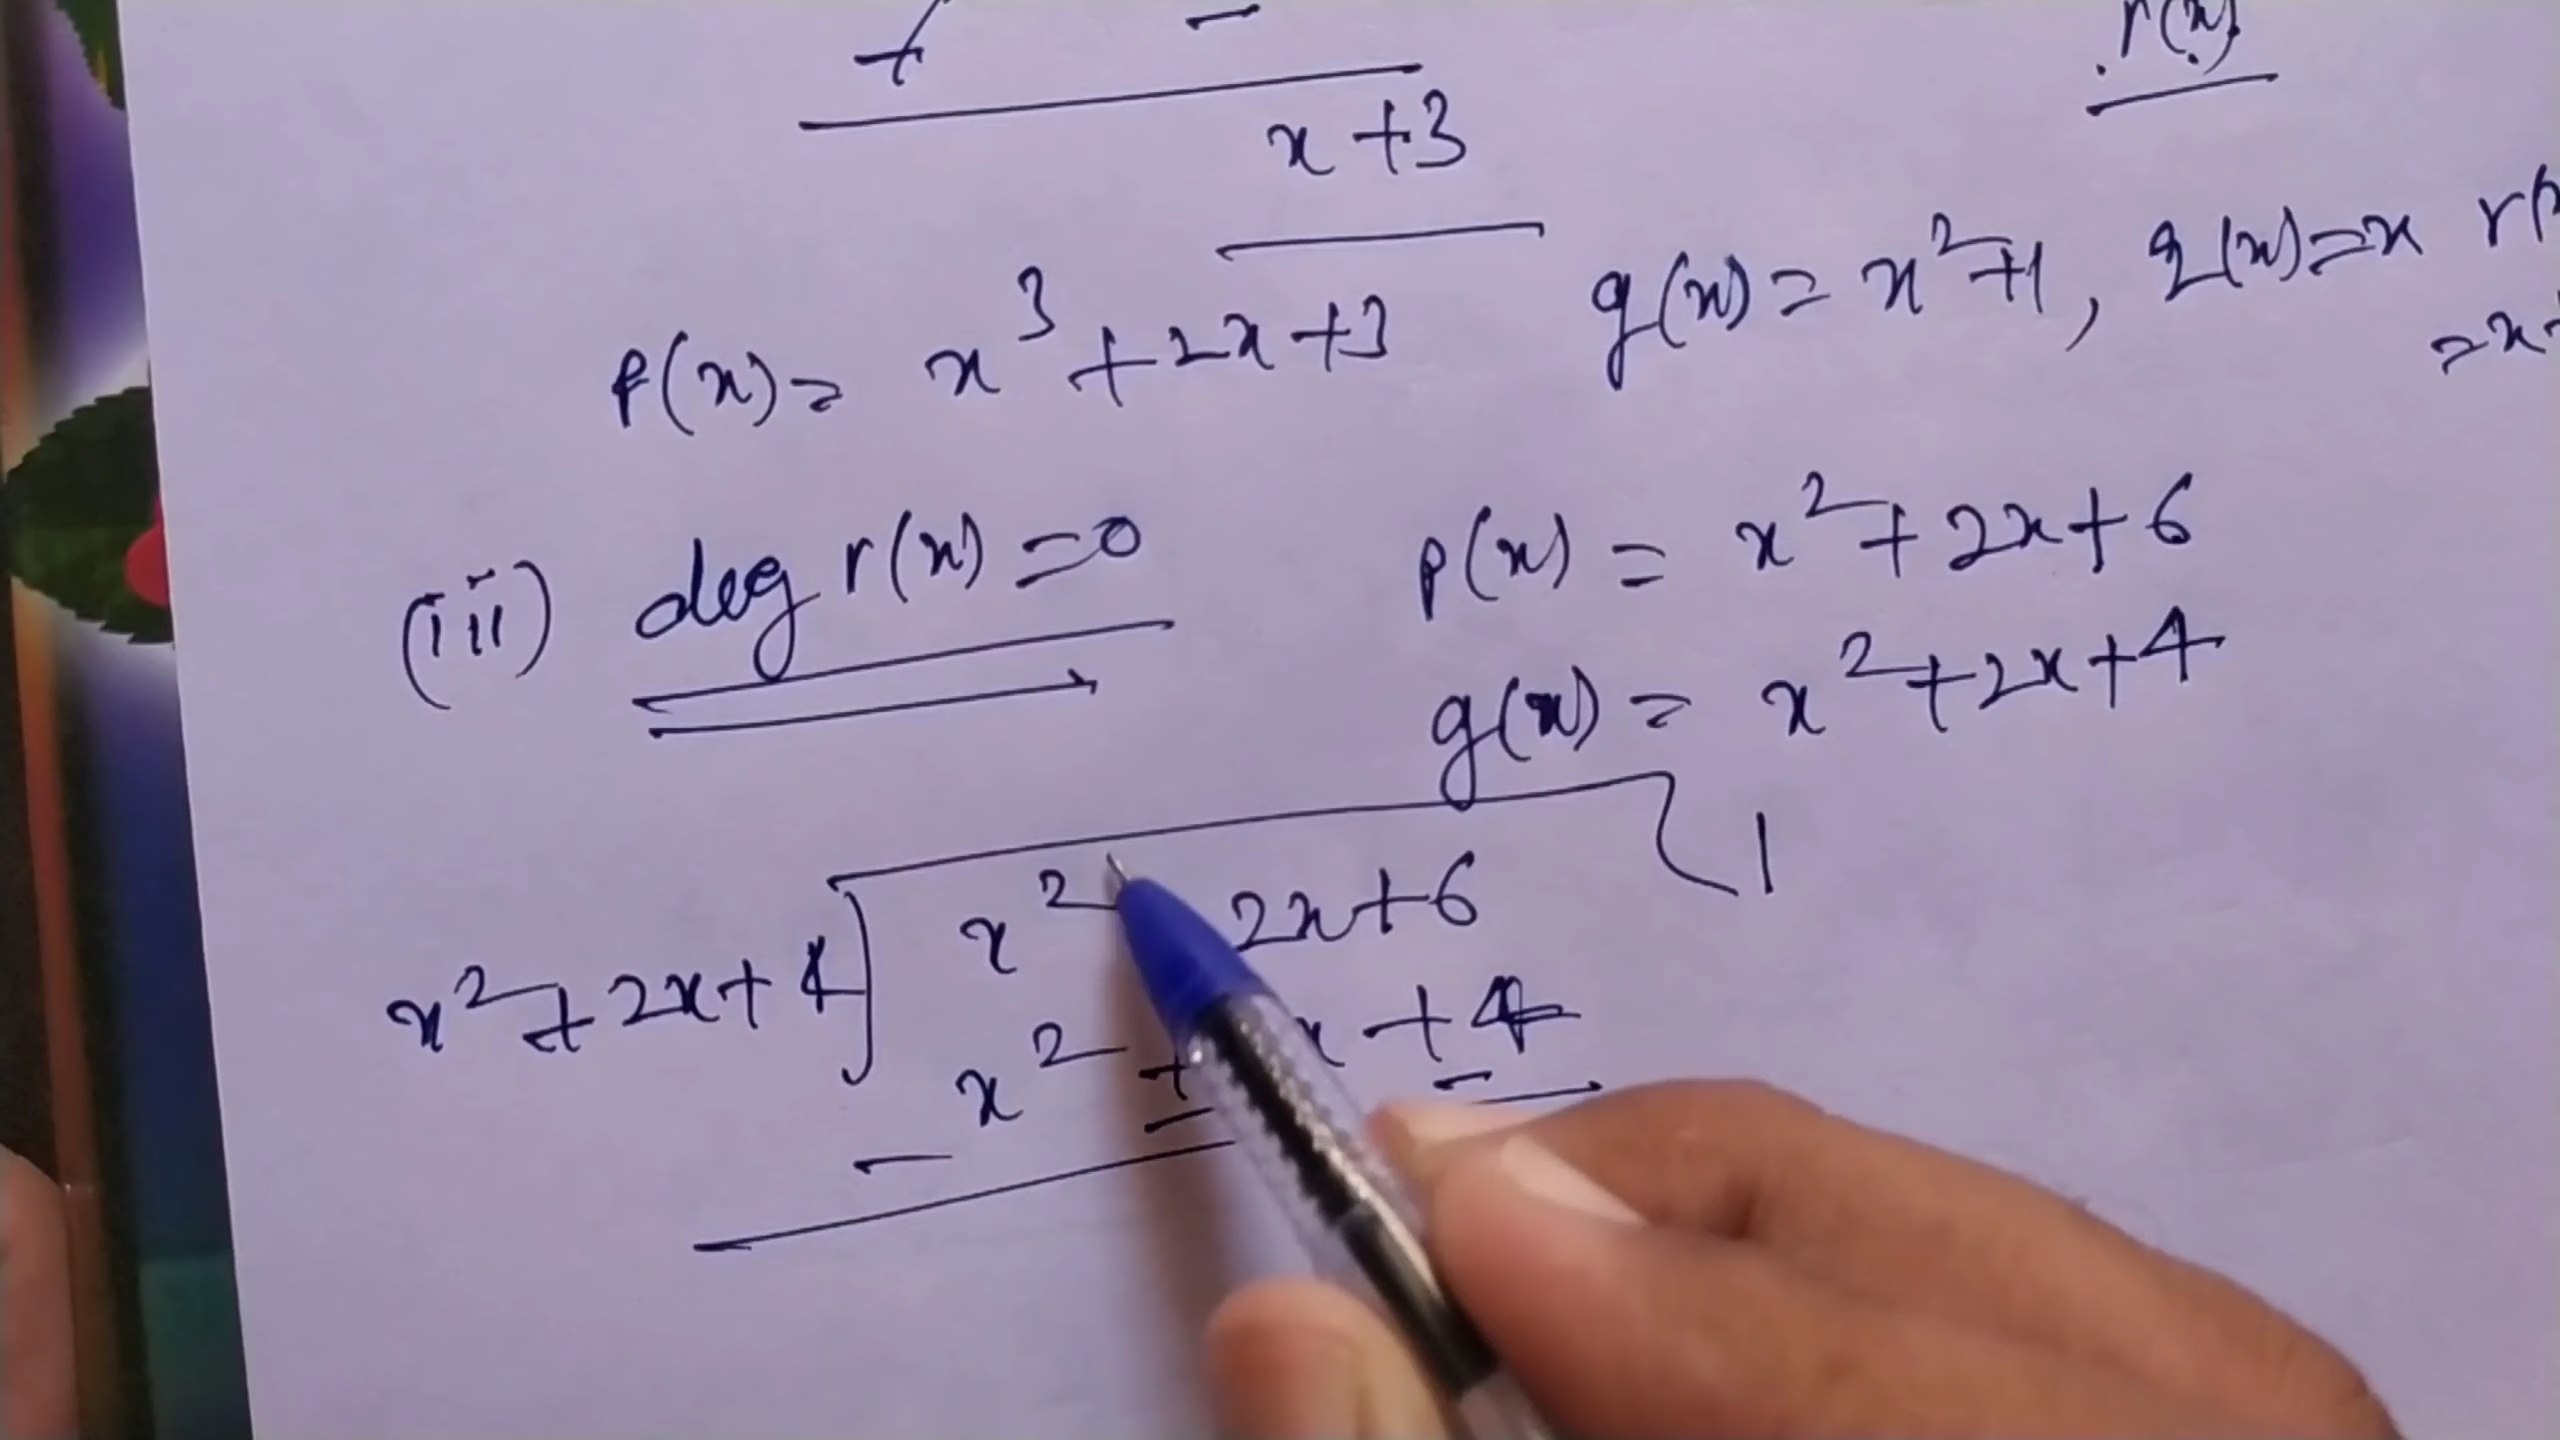 + -
r(x)
x + 3
P(x) = x³ + 2x + 3 g(x) = x² + 1, q(x) = x
(iii) deg r(x) = 0 p(x) = x² + 2x + 6
g(x) = x² + 2x + 4
x² + 2x + 4 x² 2x + 6 1
x² + x + 4
- - -